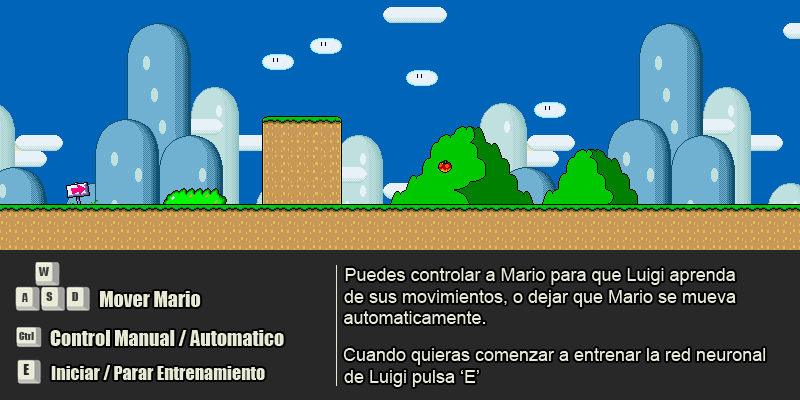 W
A S D Mover Mario
Ctrl Control Manual / Automatico
E Iniciar / Parar Entrenamiento
Puedes controlar a Mario para que Luigi aprenda
de sus movimientos, o dejar que Mario se mueva
automaticamente.
Cuando quieras comenzar a entrenar la red neuronal
de Luigi pulsa ‘E’